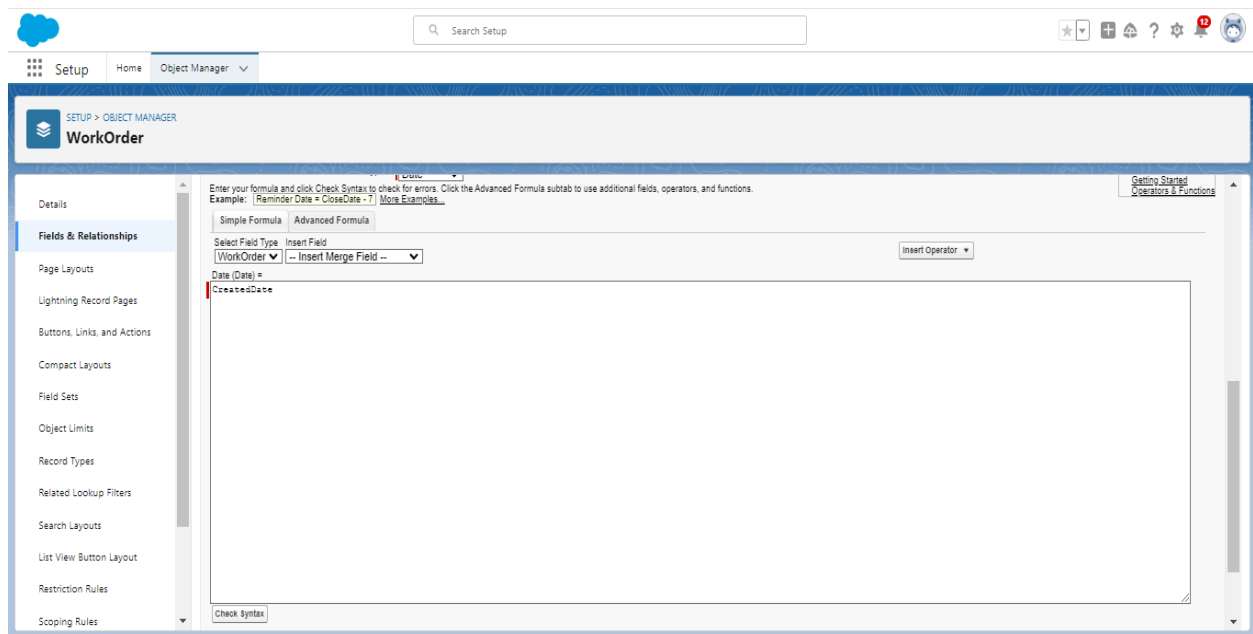 Search Setup
12
Setup
Home
Object Manager
SETUP > OBJECT MANAGER
WorkOrder
Details
Fields & Relationships
Page Layouts
Lightning Record Pages
Buttons, Links, and Actions
Compact Layouts
Field Sets
Object Limits
Record Types
Related Lookup Filters
Search Layouts
List View Button Layout
Restriction Rules
Scoping Rules
Date
Getting Started
Operators & Functions
Enter your formula and click Check Syntax to check for errors. Click the Advanced Formula subtab to use additional fields, operators, and functions.
Example: Reminder Date = CloseDate - 7 More Examples...
Simple Formula Advanced Formula
Select Field Type Insert Field
WorkOrder -- Insert Merge Field --
Insert Operator
Date (Date) =
CreatedDate
Check Syntax